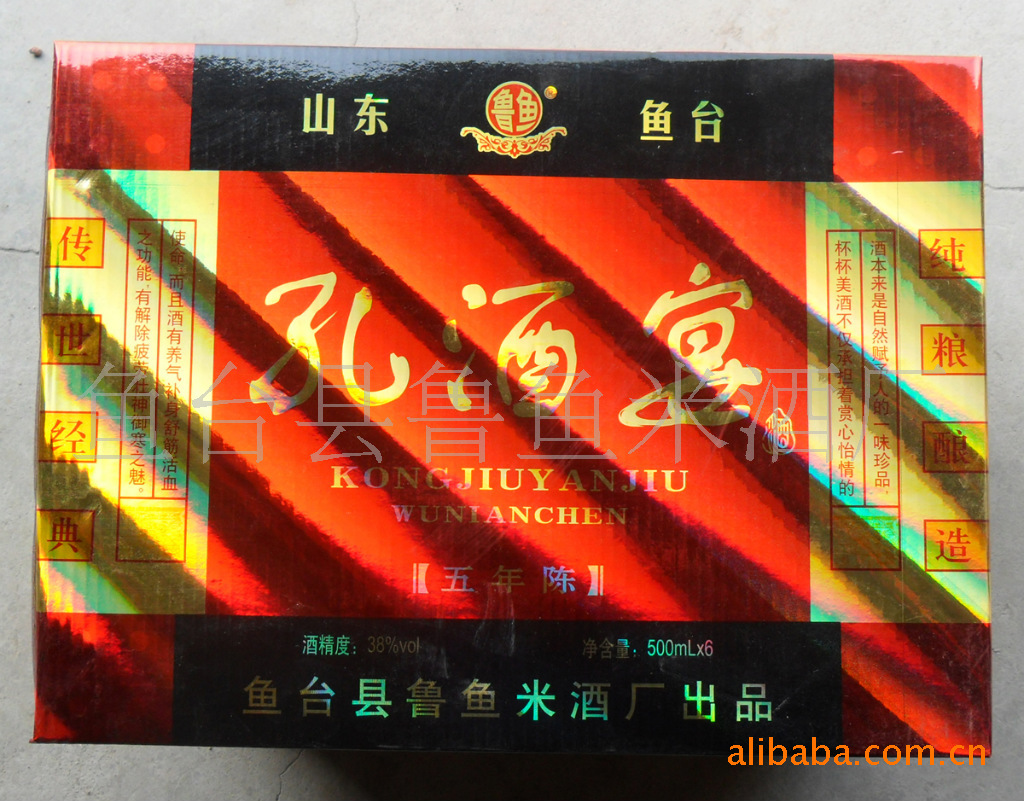 山东
鲁鱼
鱼台
传世经典
使命,而且酒有养气补身舒筋活血
之功能,有解除疲劳壮神御寒之魅。
孔酒宴
酒
KONGJIUYANJIU
WUNIANCHEN
【五年陈】
酒本来是自然赋予人的一味珍品,
杯杯美酒不仅承担着赏心怡情的
纯粮酿造
鱼台县鲁鱼米酒厂
酒精度:38%vol
净含量:500mLx6
鱼台县鲁鱼米酒厂出品
alibaba.com.cn